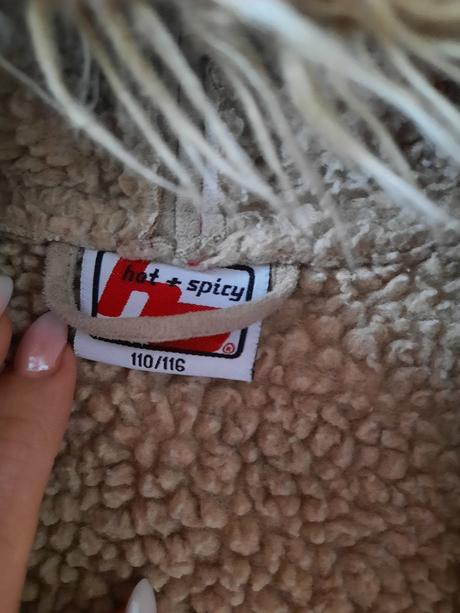 hot + spicy
h
®
110/116